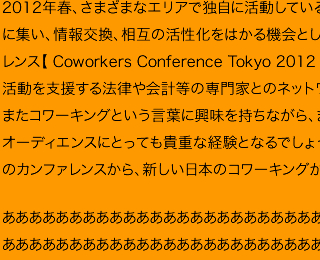 2012年春、さまざまなエリアで独自に活動している
に集い、情報交換、相互の活性化をはかる機会とし
レンス【 Coworkers Conference Tokyo 2012
活動を支援する法律や会計等の専門家とのネット
またコワーキングという言葉に興味を持ちながら、
オーディエンスにとっても貴重な経験となるでしょ
のカンファレンスから、新しい日本のコワーキングが
ああああああああああああああああああああああああ
ああああああああああああああああああああああああ